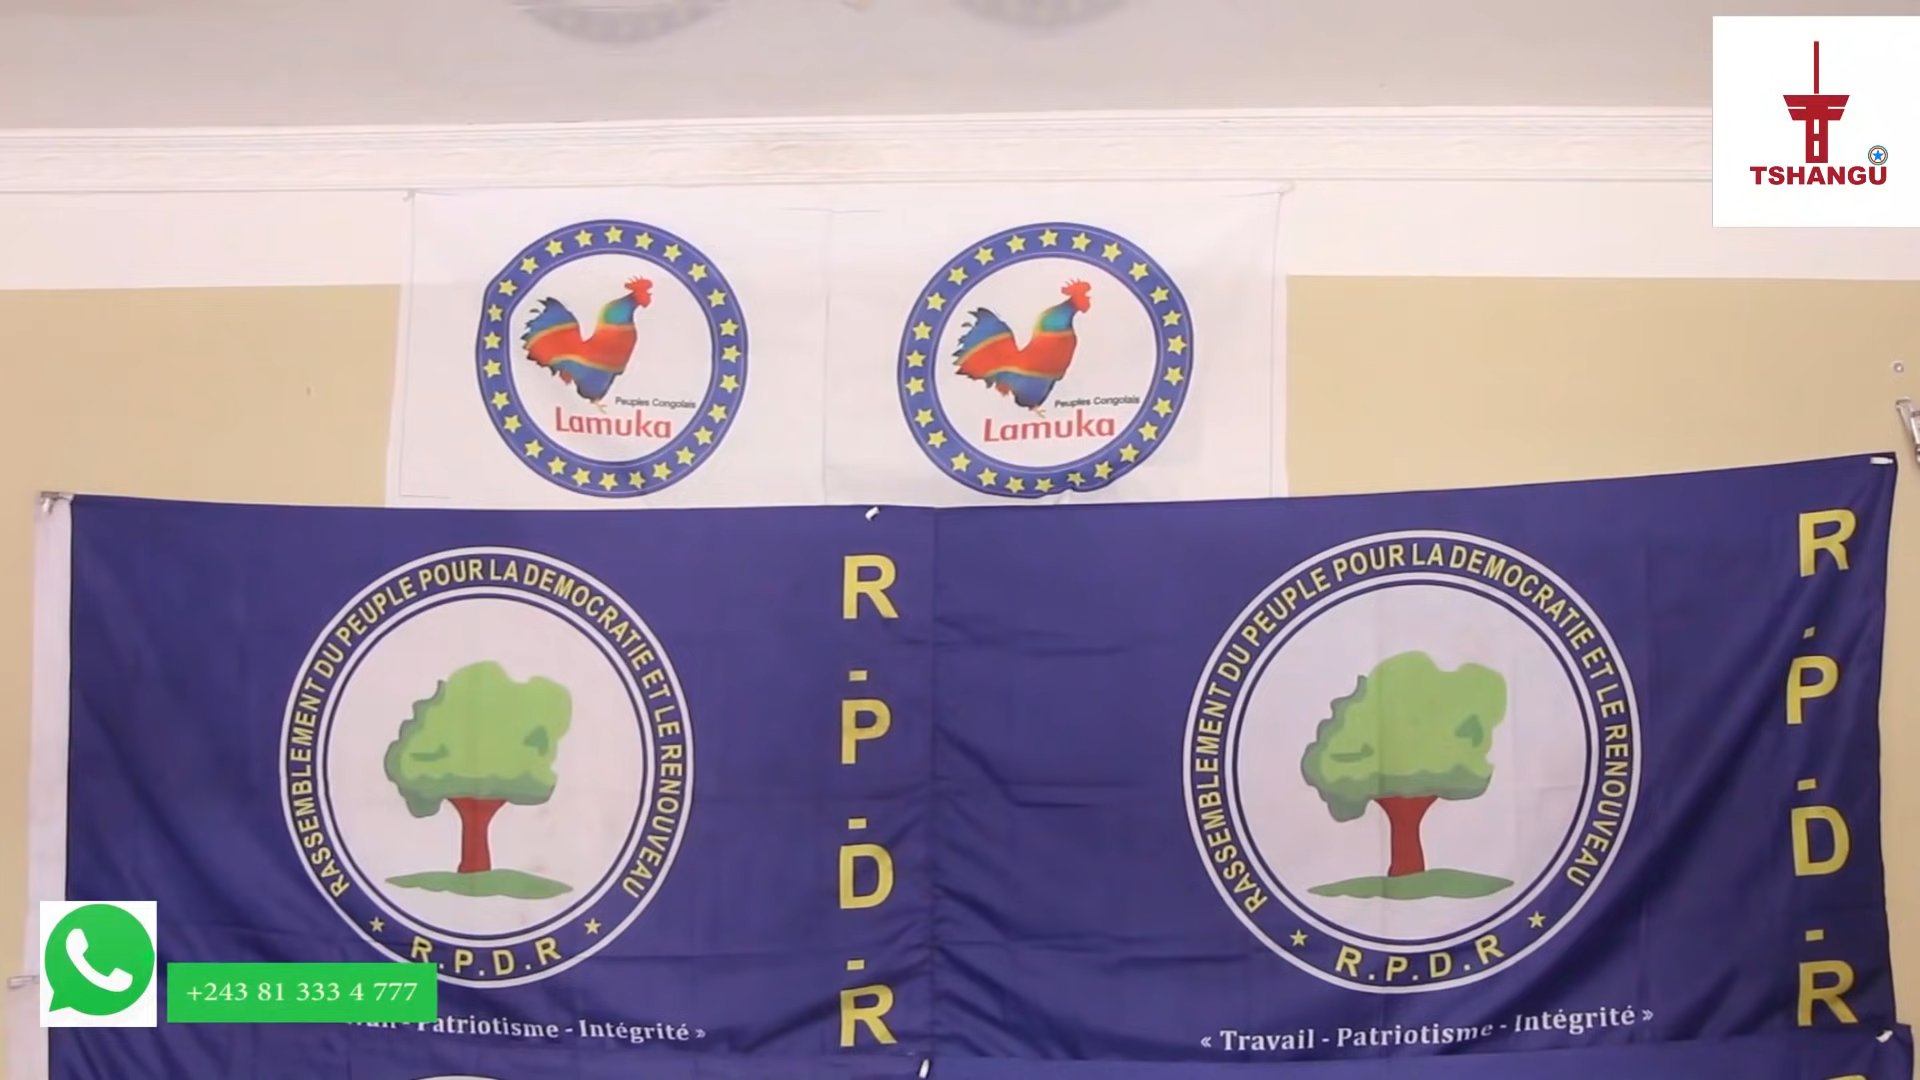 TSHANGU
Peuples Congolais
Lamuka
Peuples Congolais
Lamuka
RASSEMBLEMENT DU PEUPLE POUR LA DEMOCRATIE ET LE RENOUVEAU
R.P.D.R
R-P-D-R
Patriotisme - Intégrité »
RASSEMBLEMENT DU PEUPLE POUR LA DEMOCRATIE ET LE RENOUVEAU
R.P.D.R
R-P-D-R
« Travail - Patriotisme - Intégrité »
+243 81 333 4 777